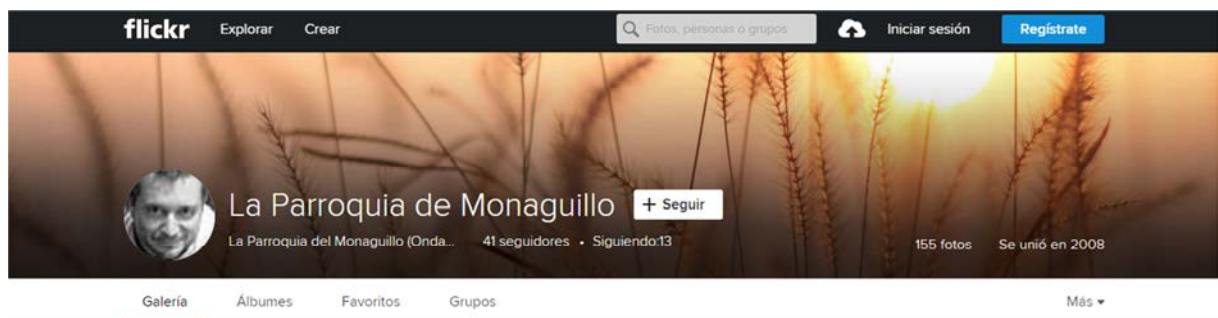 flickr Explorar Crear Fotos, personas o grupos Iniciar sesión Regístrate
La Parroquia de Monaguillo + Seguir
La Parroquia del Monaguillo (Onda... 41 seguidores • Siguiendo:13 155 fotos Se unió en 2008
Galería Álbumes Favoritos Grupos Más ▾